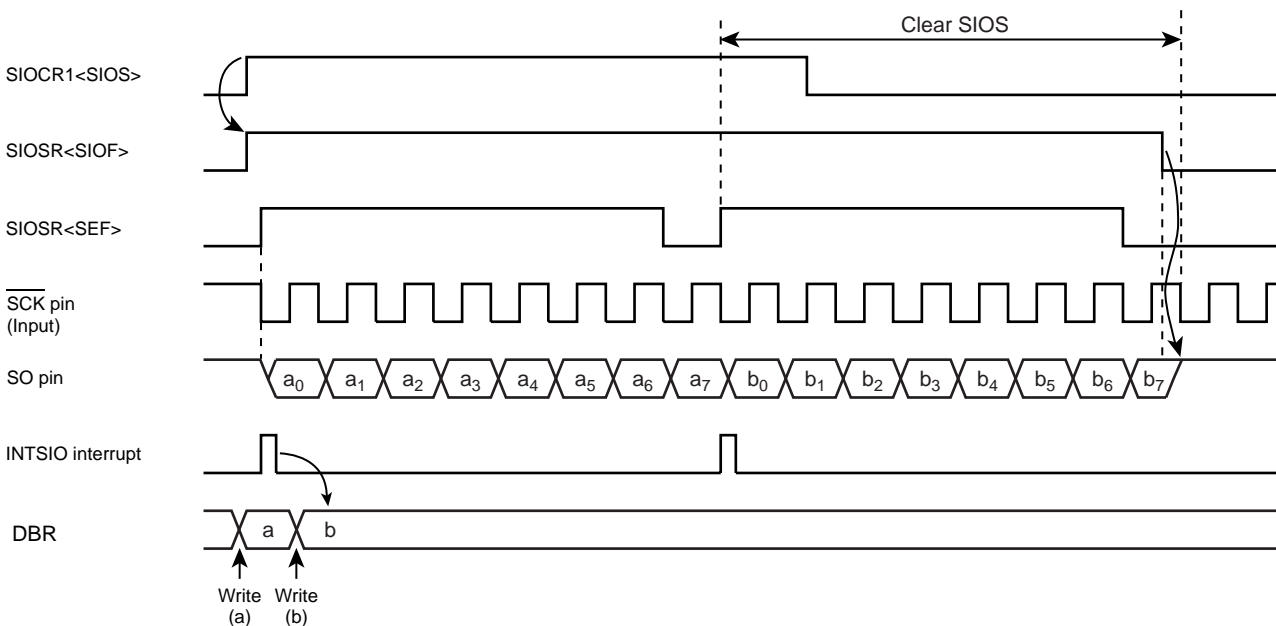 Clear SIOS
SIOCR1<SIOS>
SIOSR<SIOF>
SIOSR<SEF>
SCK pin
(Input)
SO pin
a0 a1 a2 a3 a4 a5 a6 a7 b0 b1 b2 b3 b4 b5 b6 b7
INTSIO interrupt
DBR
a b
Write Write
(a) (b)